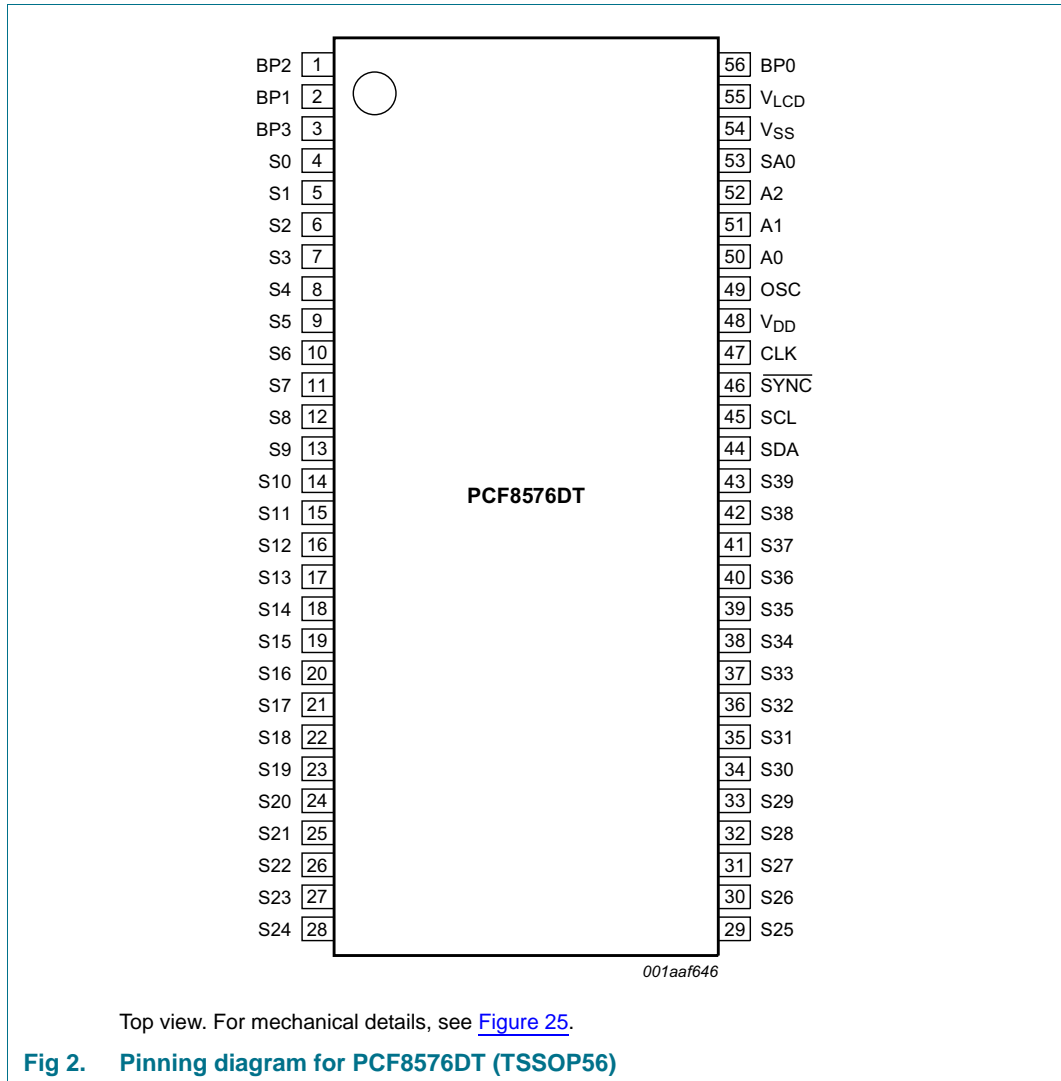 BP2 1 56 BP0
BP1 2 55 VLCD
BP3 3 54 VSS
S0 4 53 SA0
S1 5 52 A2
S2 6 51 A1
S3 7 50 A0
S4 8 49 OSC
S5 9 48 VDD
S6 10 47 CLK
S7 11 46 SYNC
S8 12 45 SCL
S9 13 44 SDA
S10 14 43 S39
PCF8576DT
S11 15 42 S38
S12 16 41 S37
S13 17 40 S36
S14 18 39 S35
S15 19 38 S34
S16 20 37 S33
S17 21 36 S32
S18 22 35 S31
S19 23 34 S30
S20 24 33 S29
S21 25 32 S28
S22 26 31 S27
S23 27 30 S26
S24 28 29 S25
001aaf646
Top view. For mechanical details, see Figure 25.
Fig 2. Pinning diagram for PCF8576DT (TSSOP56)